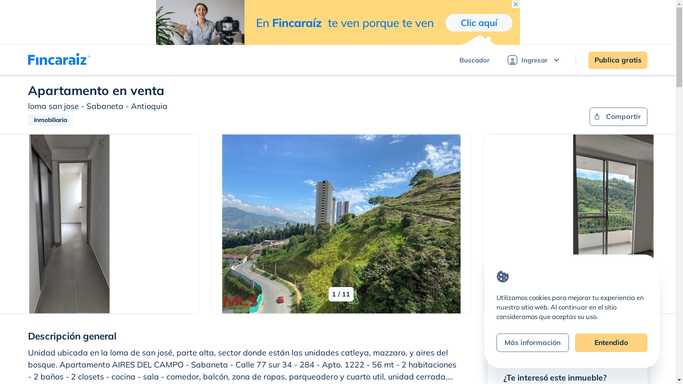 En Fincaraíz te ven porque te ven
Clic aquí
Fincaraiz
Buscador
Ingresar
Publica gratis
Apartamento en venta
loma san jose - Sabaneta - Antioquia
Inmobiliaria
Compartir
MCS
1 / 11
Utilizamos cookies para mejorar tu experiencia en
nuestro sitio web. Al continuar en el sitio
consideramos que aceptas su uso.
Más información
Entendido
Descripción general
Unidad ubicada en la loma de san josé, parte alta, sector donde están las unidades catleya, mazzaro, y aires del
bosque. Apartamento AIRES DEL CAMPO - Sabaneta - Calle 77 sur 34 - 284 - Apto. 1222 - 56 mt - 2 habitaciones
- 2 baños - 2 closets - cocina - sala - comedor, balcón, zona de ropas, parqueadero y cuarto util, unidad cerrada,...
¿Te interesó este inmueble?